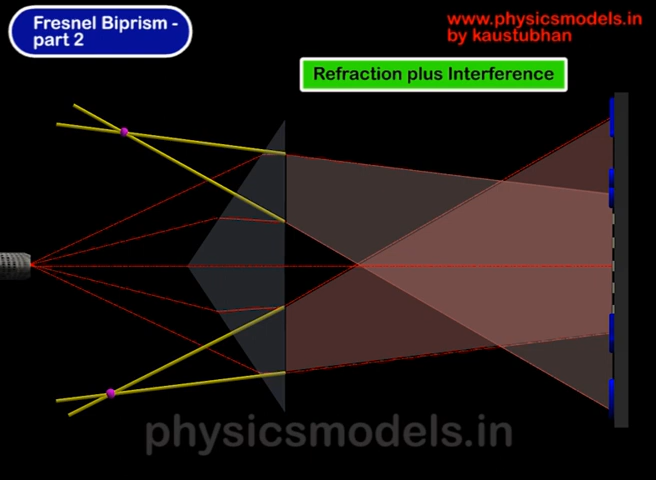 Fresnel Biprism -
part 2
www.physicsmodels.in
by kaustubhan
Refraction plus Interference
physicsmodels.in